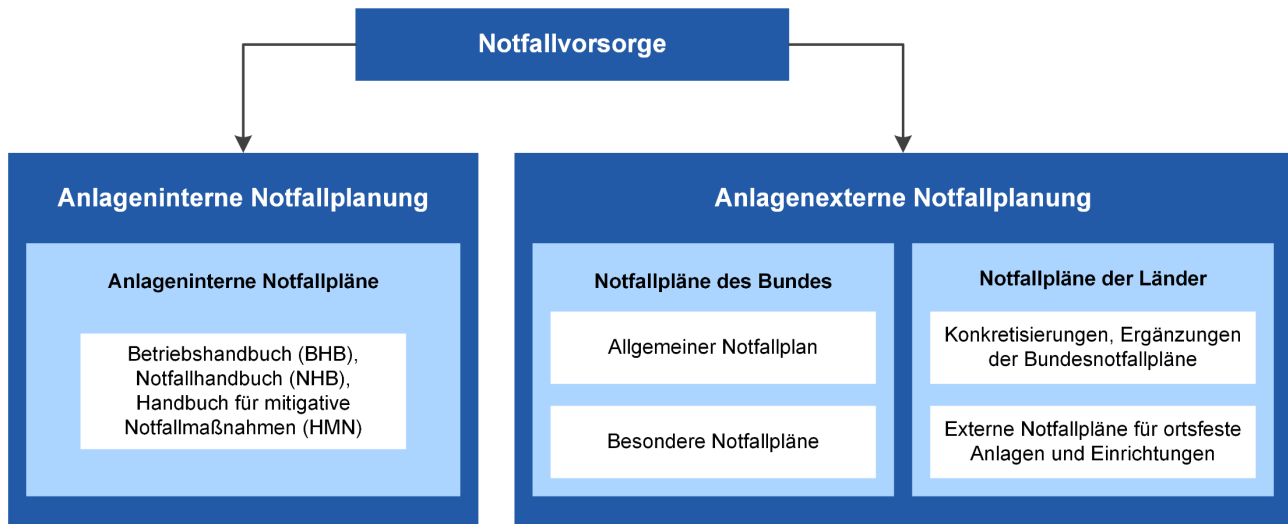 Notfallvorsorge
Anlageninterne Notfallplanung
Anlageninterne Notfallpläne
Betriebshandbuch (BHB),
Notfallhandbuch (NHB),
Handbuch für mitigative
Notfallmaßnahmen (HMN)
Anlagenexterne Notfallplanung
Notfallpläne des Bundes
Allgemeiner Notfallplan
Besondere Notfallpläne
Notfallpläne der Länder
Konkretisierungen, Ergänzungen
der Bundesnotfallpläne
Externe Notfallpläne für ortsfeste
Anlagen und Einrichtungen